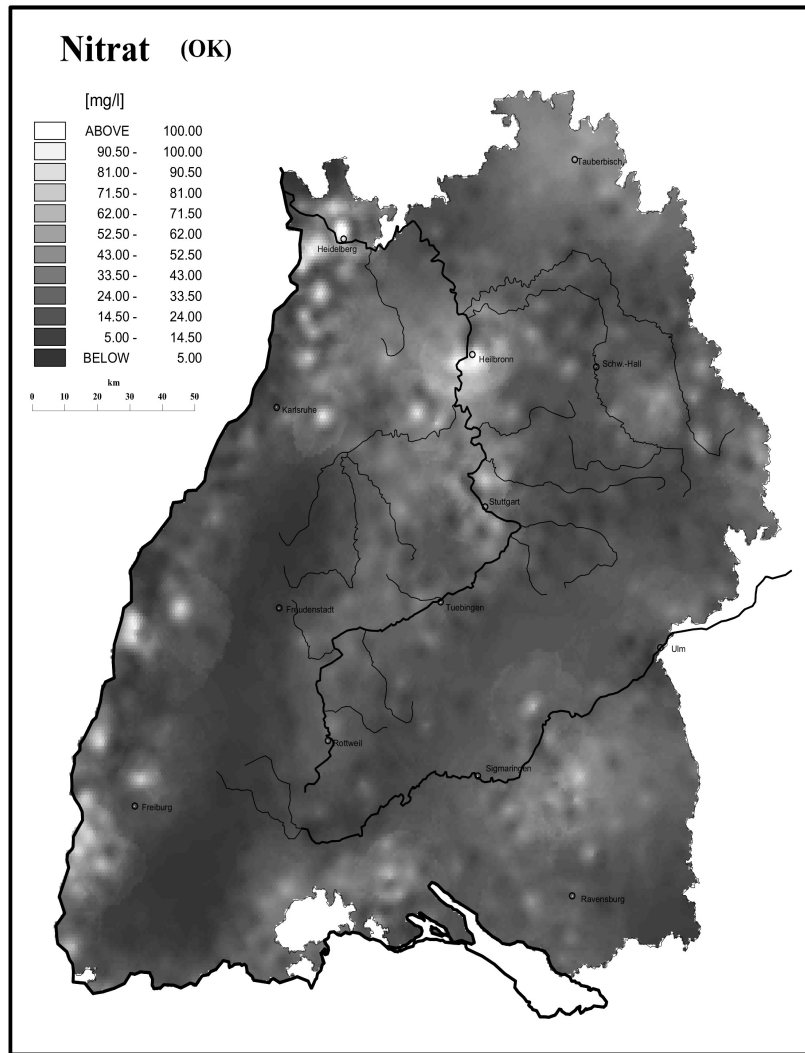 Nitrat (OK)
[mg/l]
ABOVE 100.00
90.50 - 100.00
81.00 - 90.50
71.50 - 81.00
62.00 - 71.50
52.50 - 62.00
43.00 - 52.50
33.50 - 43.00
24.00 - 33.50
14.50 - 24.00
5.00 - 14.50
BELOW 5.00
km
0 10 20 30 40 50
Tauberbisch.
Heidelberg
Heilbronn
Schw.-Hall
Karlsruhe
Stuttgart
Freudenstadt
Tuebingen
Ulm
Rottweil
Sigmaringen
Freiburg
Ravensburg